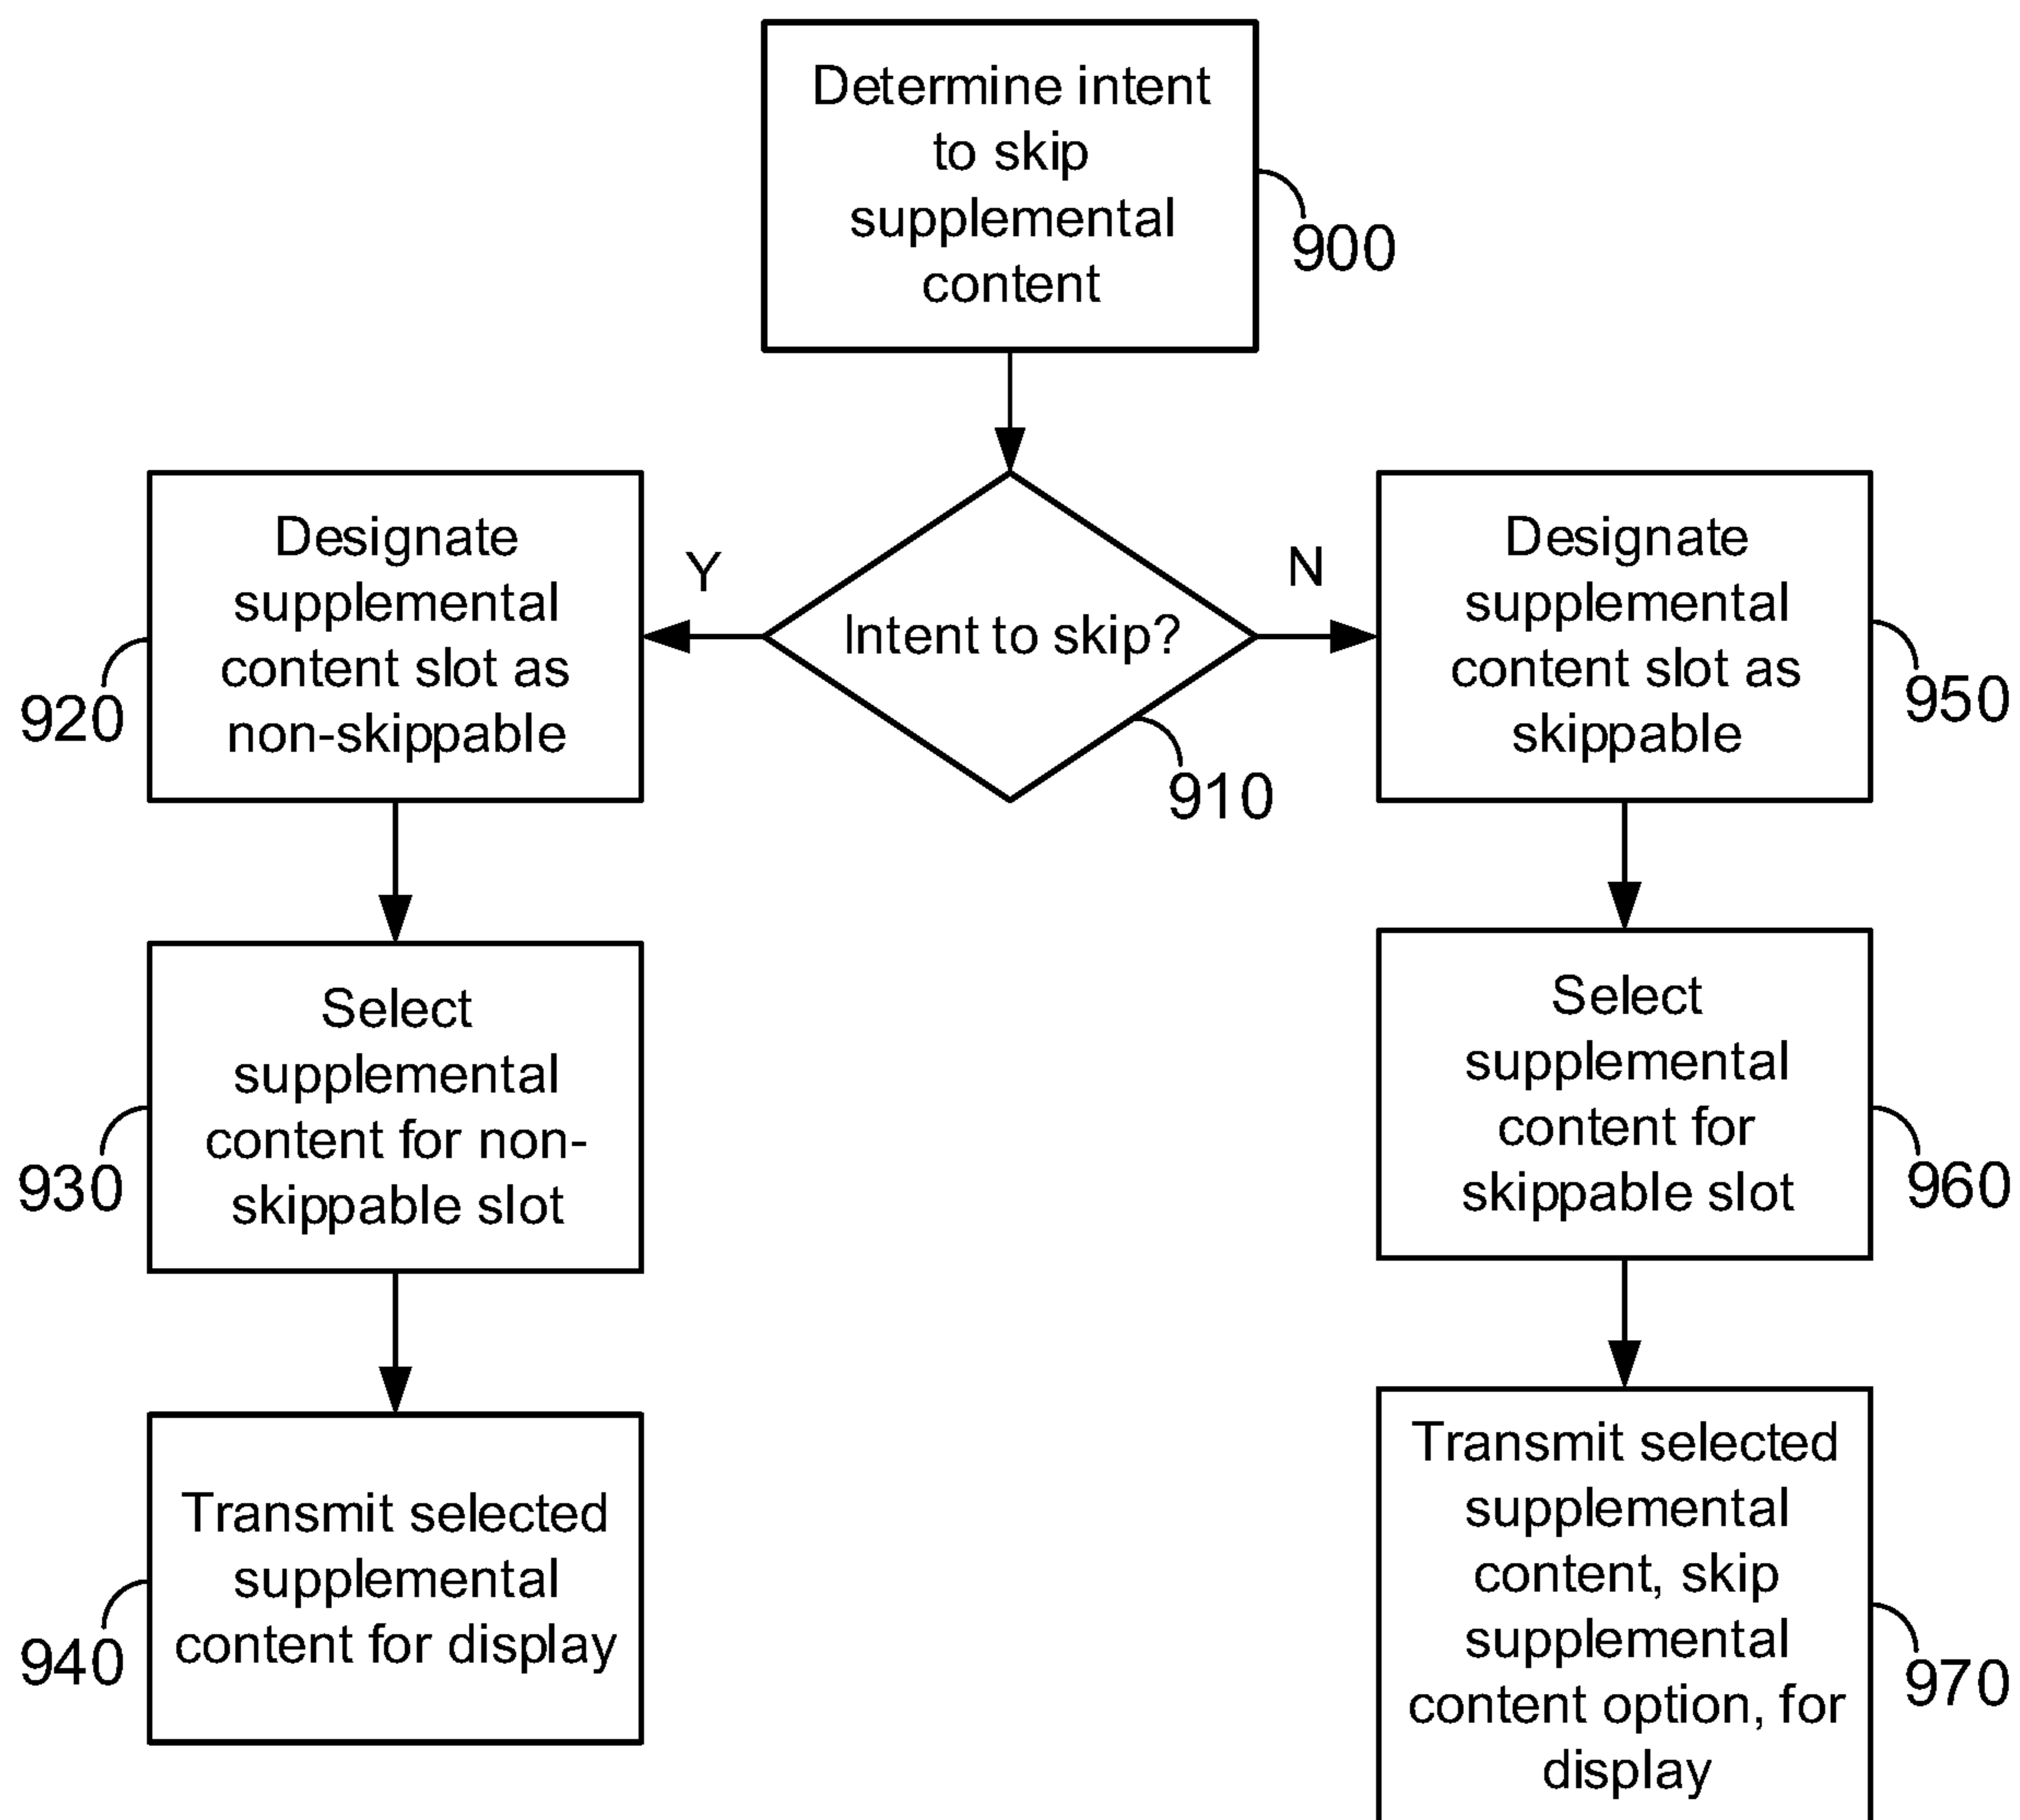 Determine intent
to skip
supplemental
content
900
Intent to skip?
910
Y
N
Designate
supplemental
content slot as
non-skippable
920
Select
supplemental
content for non-
skippable slot
930
Transmit selected
supplemental
content for display
940
Designate
supplemental
content slot as
skippable
950
Select
supplemental
content for
skippable slot
960
Transmit selected
supplemental
content, skip
supplemental
content option, for
display
970